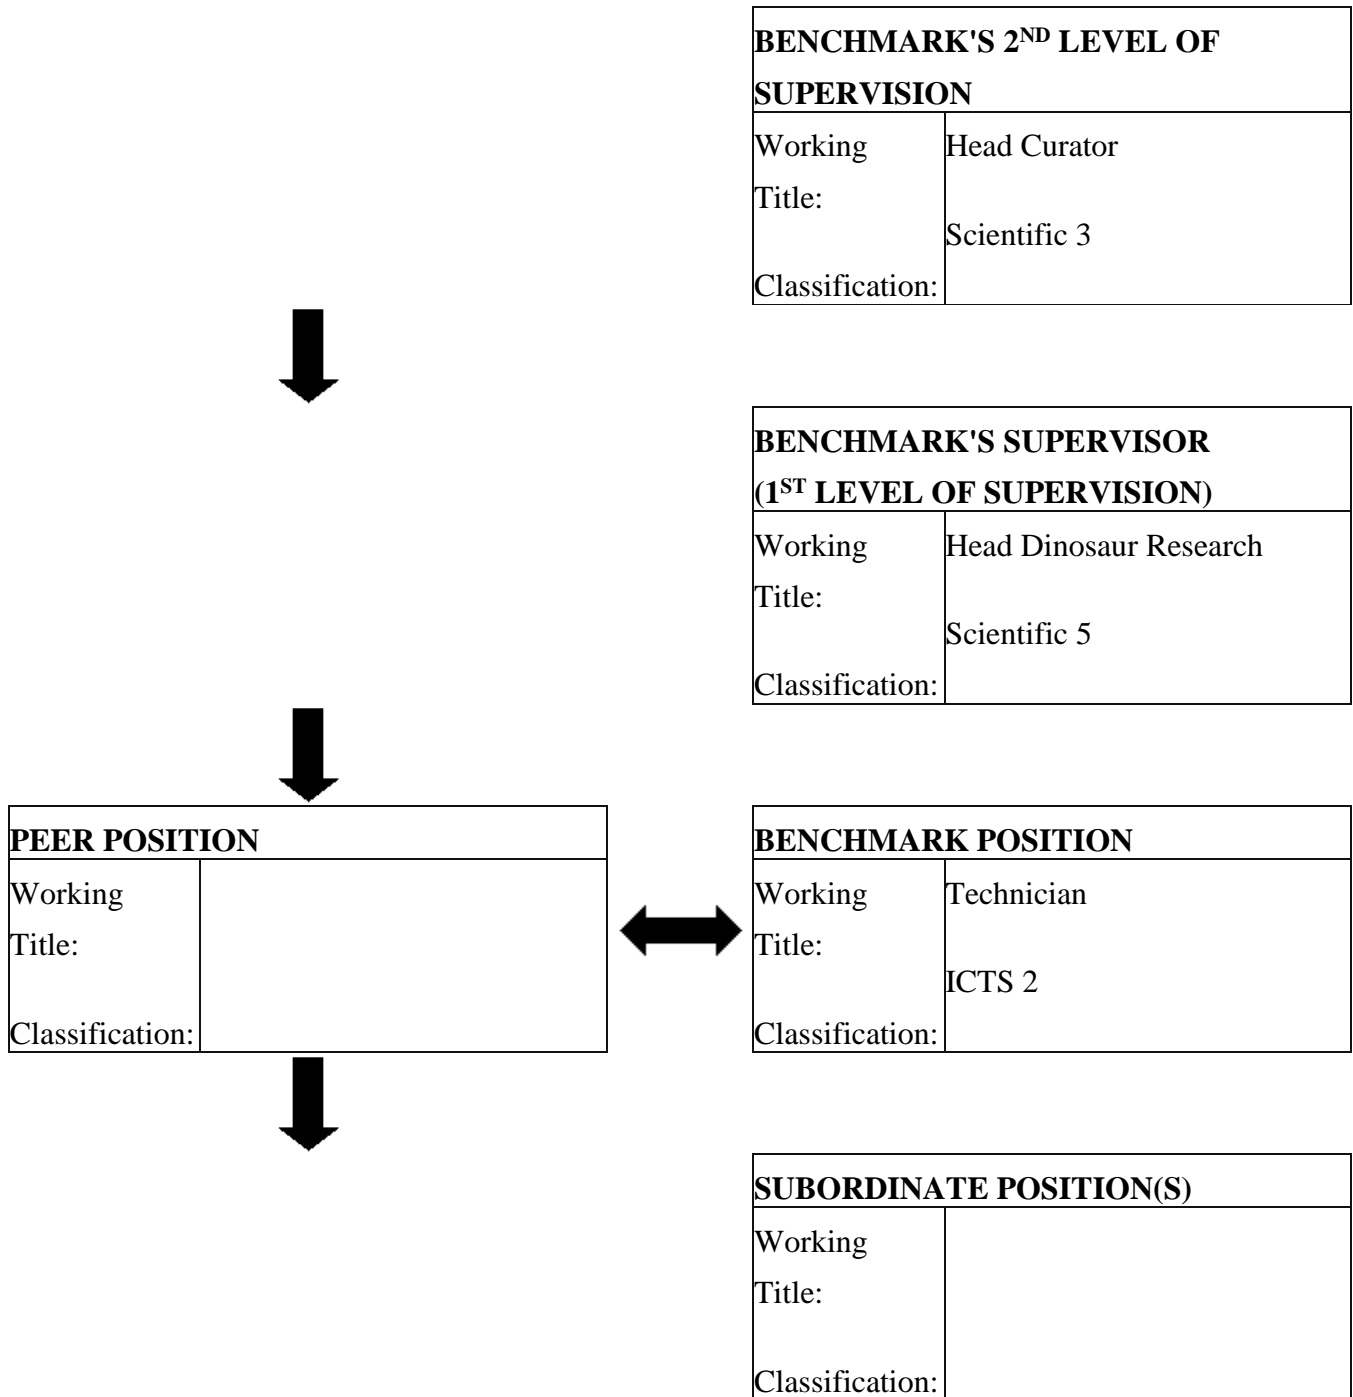 BENCHMARK'S 2ND LEVEL OF
SUPERVISION
Working Head Curator
Title:
Scientific 3
Classification:
BENCHMARK'S SUPERVISOR
(1ST LEVEL OF SUPERVISION)
Working Head Dinosaur Research
Title:
Scientific 5
Classification:
PEER POSITION
Working
Title:
Classification:
BENCHMARK POSITION
Working Technician
Title:
ICTS 2
Classification:
SUBORDINATE POSITION(S)
Working
Title:
Classification: